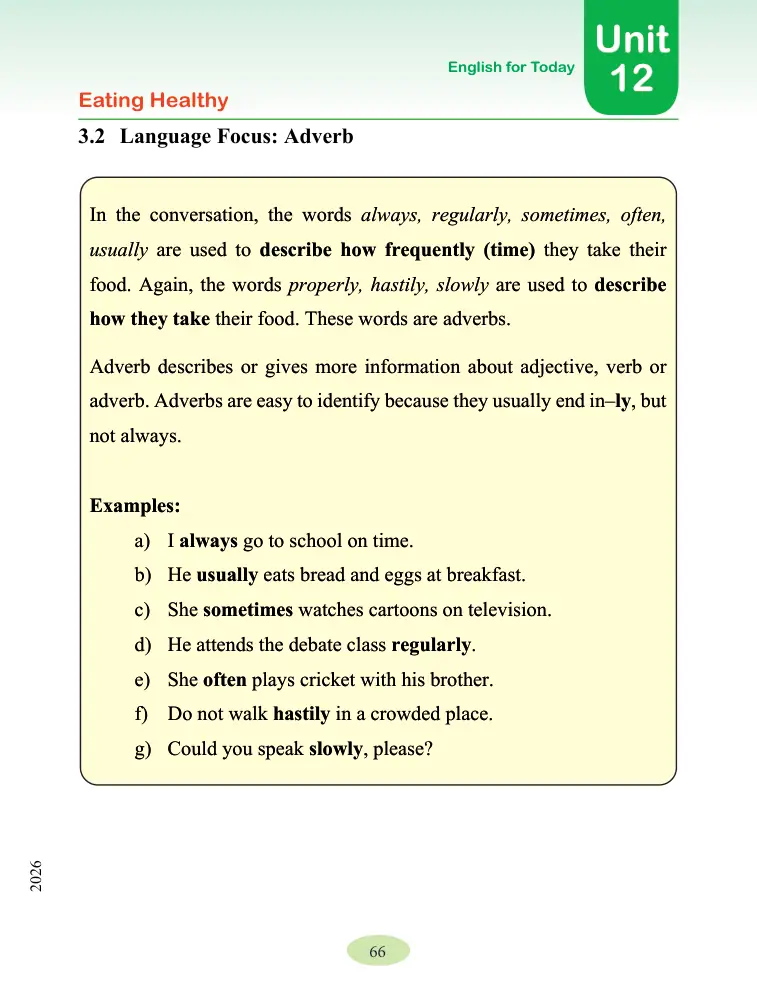 Unit
12
English for Today
Eating Healthy
3.2 Language Focus: Adverb
In the conversation, the words always, regularly, sometimes, often,
usually are used to describe how frequently (time) they take their
food. Again, the words properly, hastily, slowly are used to describe
how they take their food. These words are adverbs.
Adverb describes or gives more information about adjective, verb or
adverb. Adverbs are easy to identify because they usually end in–ly, but
not always.
Examples:
a) I always go to school on time.
b) He usually eats bread and eggs at breakfast.
c) She sometimes watches cartoons on television.
d) He attends the debate class regularly.
e) She often plays cricket with his brother.
f) Do not walk hastily in a crowded place.
g) Could you speak slowly, please?
2026
66